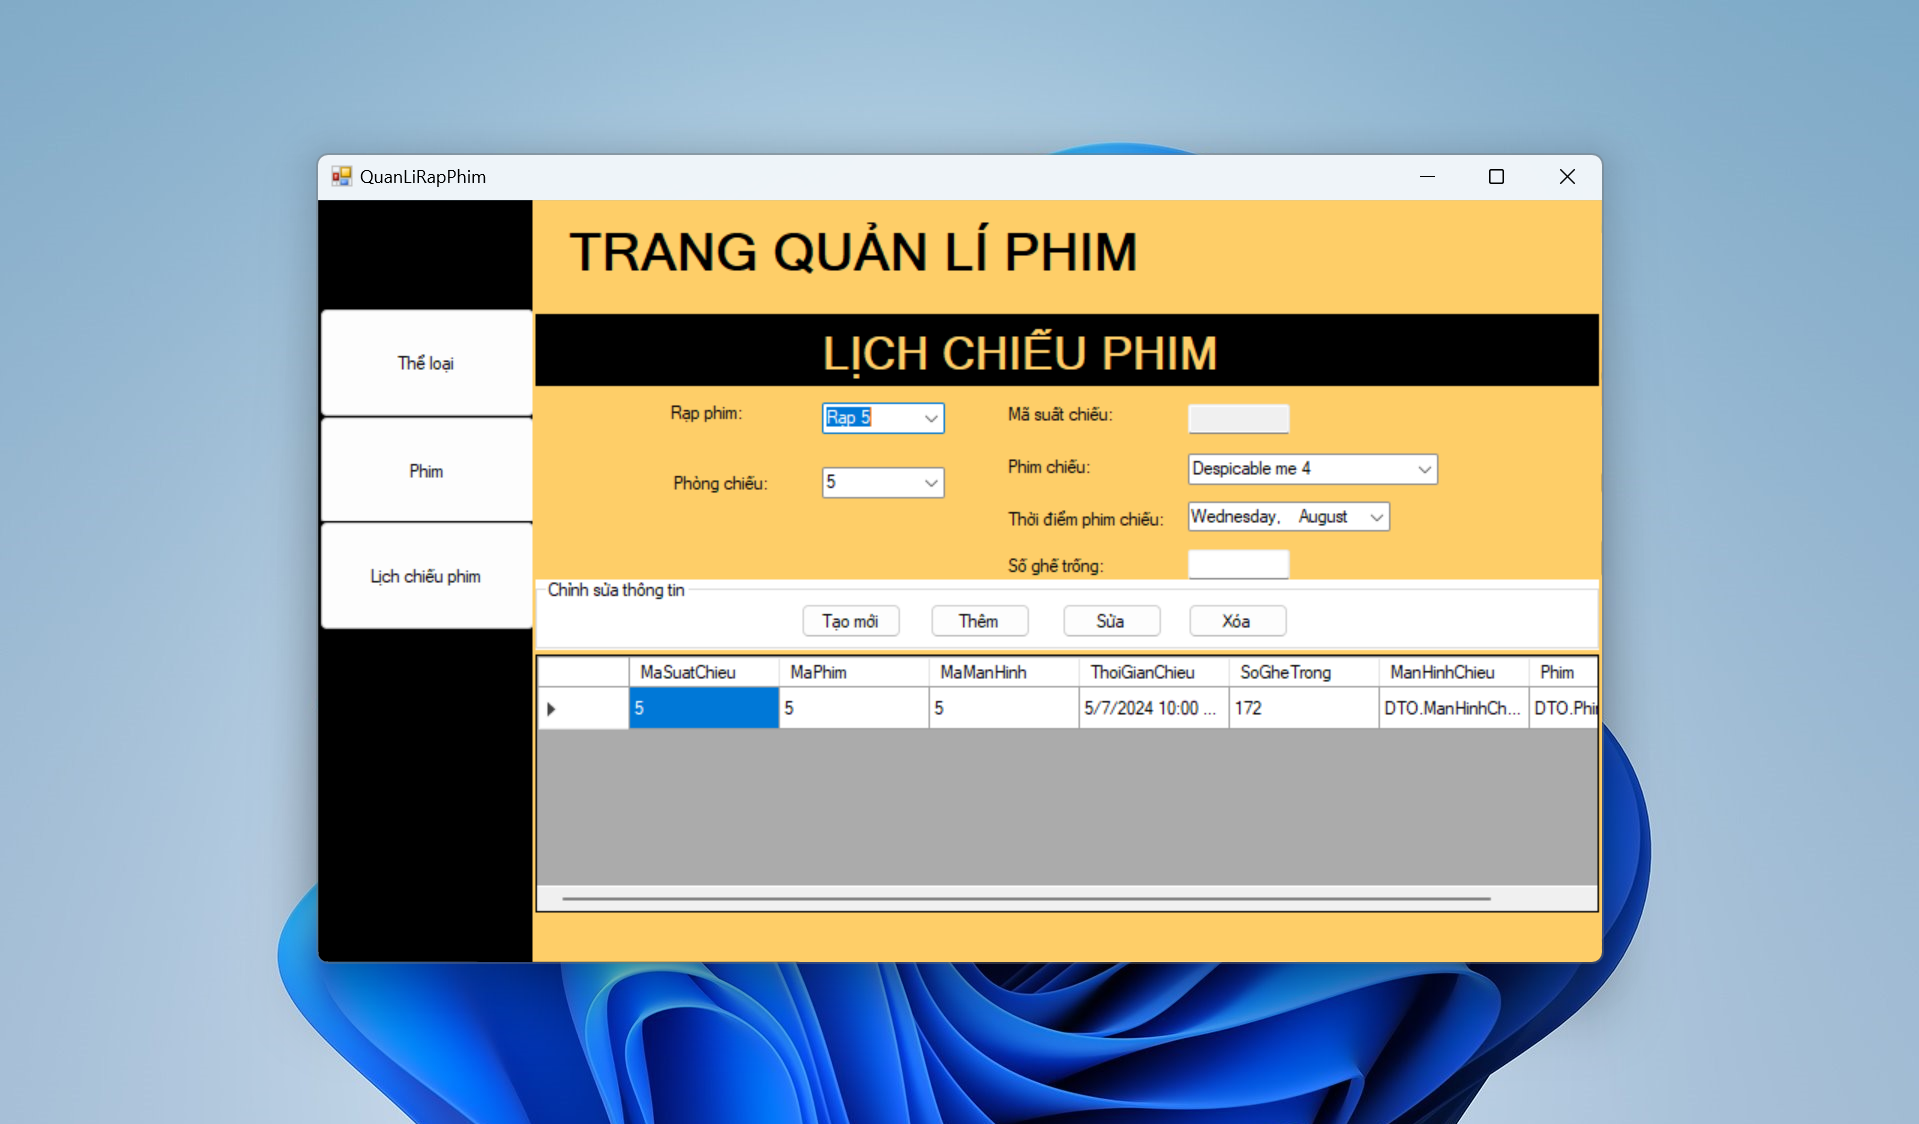 QuanLiRapPhim
TRANG QUẢN LÍ PHIM
LỊCH CHIẾU PHIM
Thể loại
Phim
Lịch chiếu phim
Rạp phim:
Rạp 5
Phòng chiếu:
5
Mã suất chiếu:
Phim chiếu:
Despicable me 4
Thời điểm phim chiếu:
Wednesday, August
Số ghế trống:
Chỉnh sửa thông tin
Tạo mới Thêm Sửa Xóa
MaSuatChieu MaPhim MaManHinh ThoiGianChieu SoGheTrong ManHinhChieu Phim
5 5 5 5/7/2024 10:00 ... 172 DTO.ManHinhCh... DTO.Phi